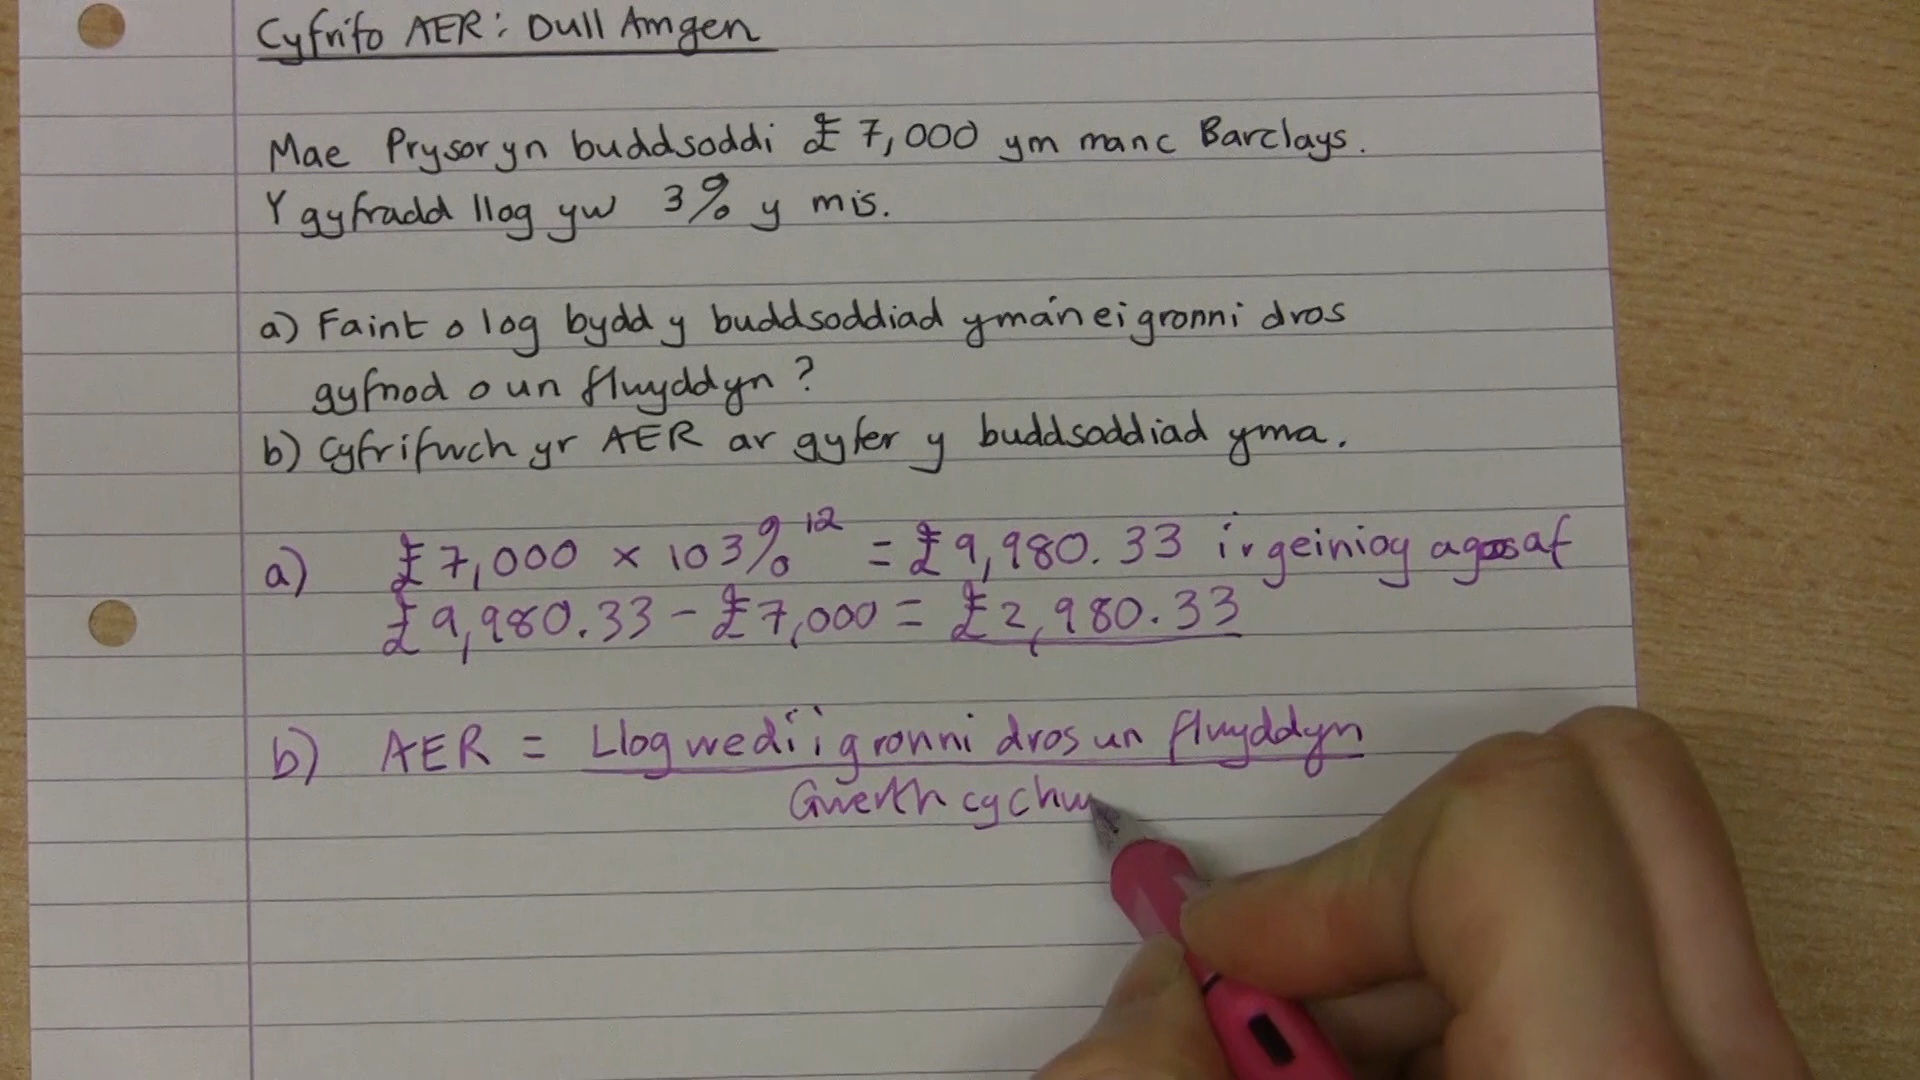 Cyfrifo AER: Dull Amgen
Mae Prysor yn buddsoddi £7,000 ym manc Barclays.
Y gyfradd llog yw 3% y mis.
a) Faint o log bydd y buddsoddiad yma'n ei gronni dros
gyfnod o un flwyddyn?
b) Cyfrifwch yr AER ar gyfer y buddsoddiad yma.
a) £7,000 × 103%¹² = £9,980.33 i'r geiniog agosaf
£9,980.33 - £7,000 = £2,980.33
b) AER = Llog wedi'i gronni dros un flwyddyn
Gwerth cychw